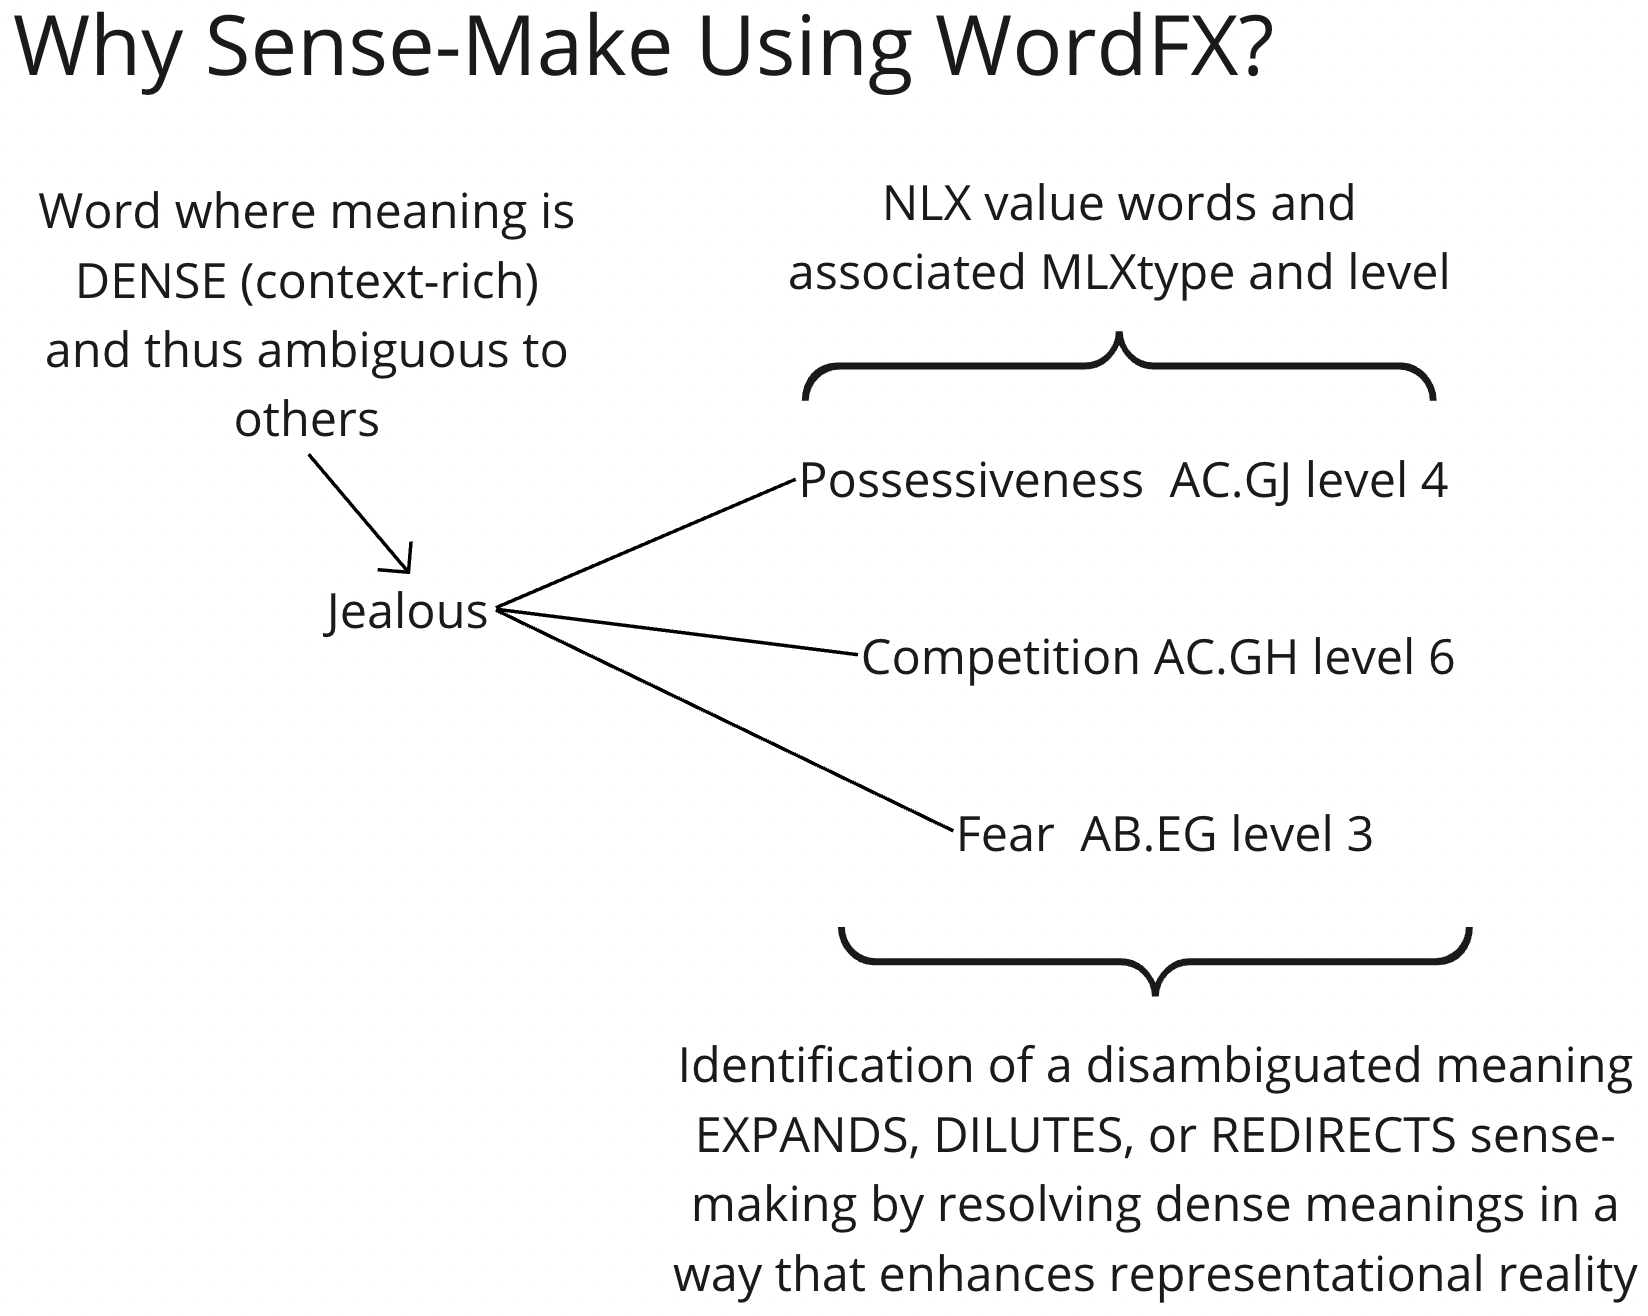 Why Sense-Make Using WordFX?
Word where meaning is
DENSE (context-rich)
and thus ambiguous to
others
NLX value words and
associated MLXtype and level
Jealous
Possessiveness  AC.GJ level 4
Competition AC.GH level 6
Fear  AB.EG level 3
Identification of a disambiguated meaning
EXPANDS, DILUTES, or REDIRECTS sense-
making by resolving dense meanings in a
way that enhances representational reality